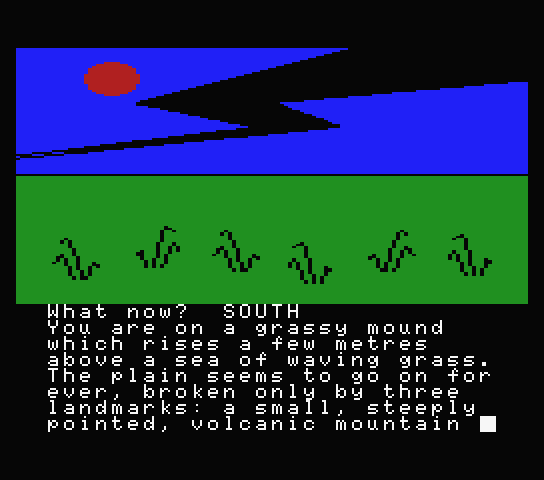 What now?  SOUTH
You are on a grassy mound
which rises a few metres
above a sea of waving grass.
The plain seems to go on for
ever, broken only by three
landmarks: a small, steeply
pointed, volcanic mountain